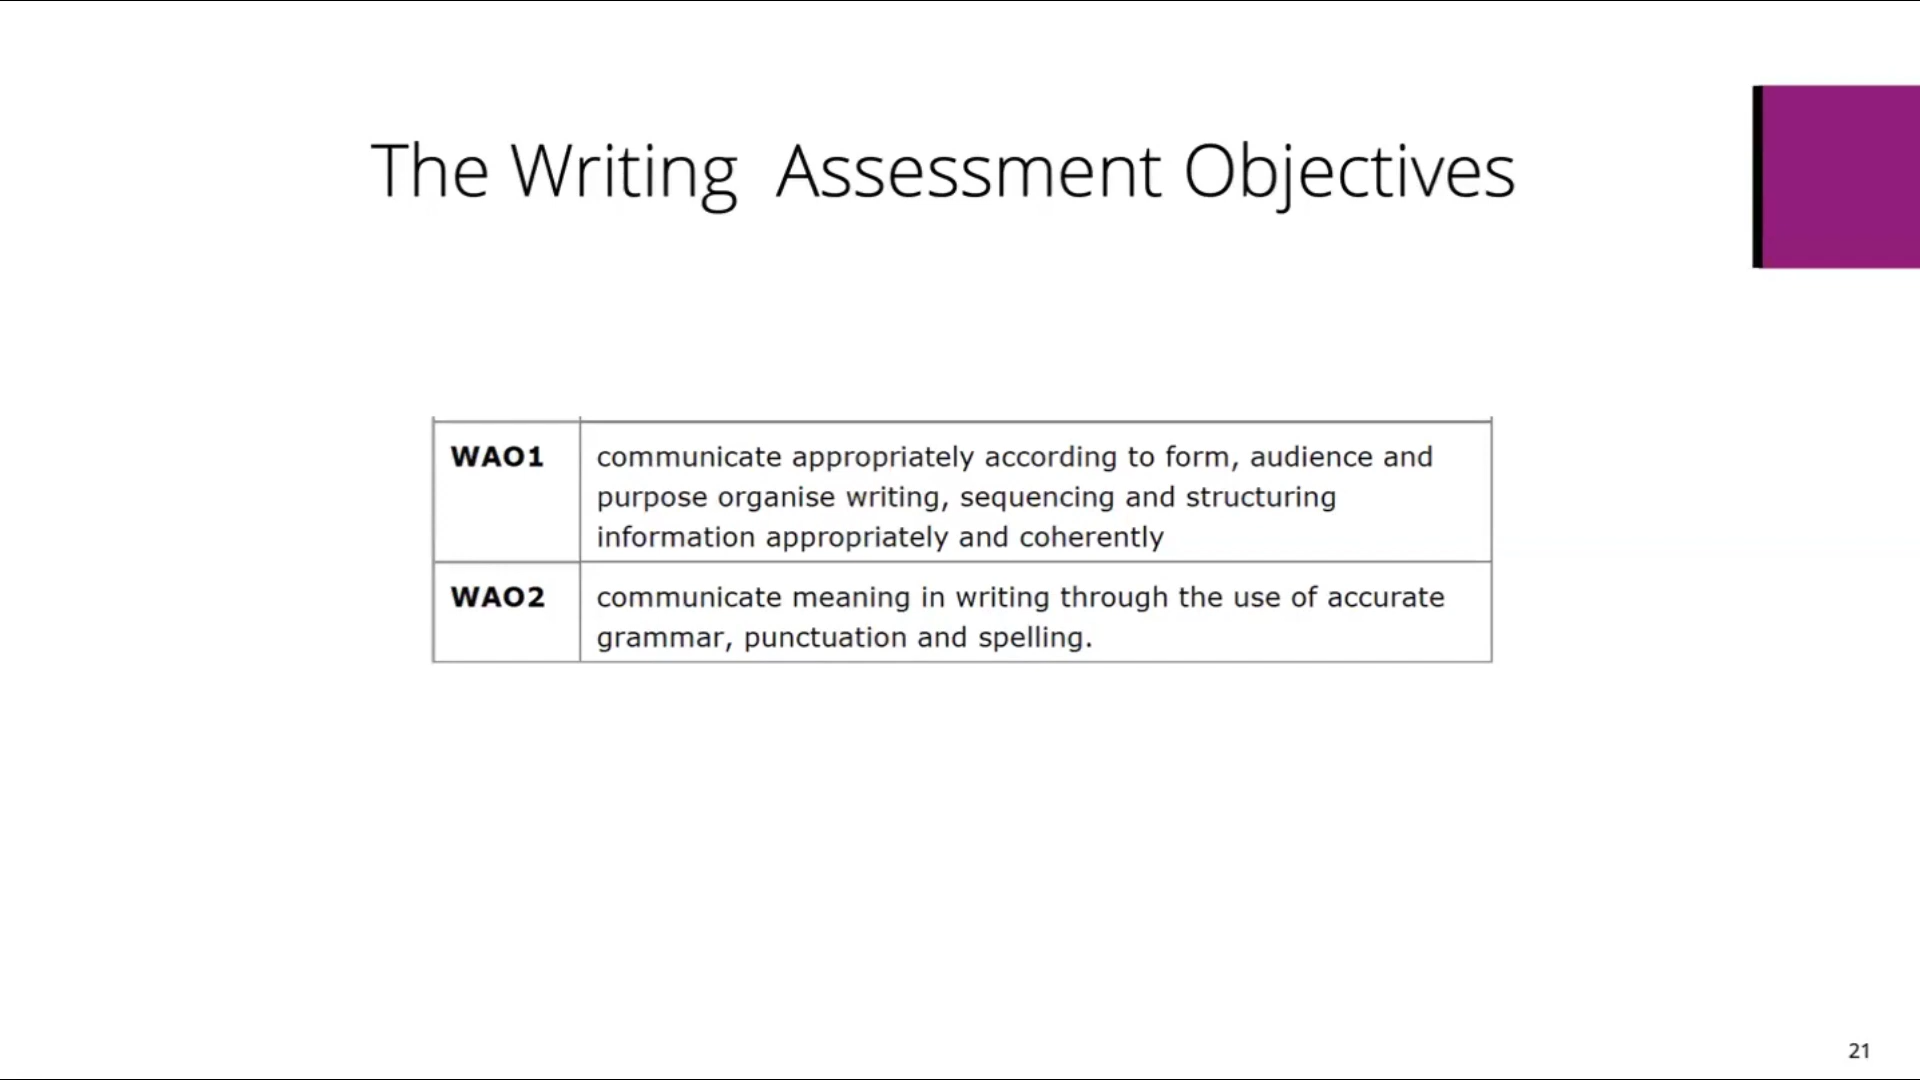 The Writing  Assessment Objectives
WAO1
communicate appropriately according to form, audience and
purpose organise writing, sequencing and structuring
information appropriately and coherently
WAO2
communicate meaning in writing through the use of accurate
grammar, punctuation and spelling.
21